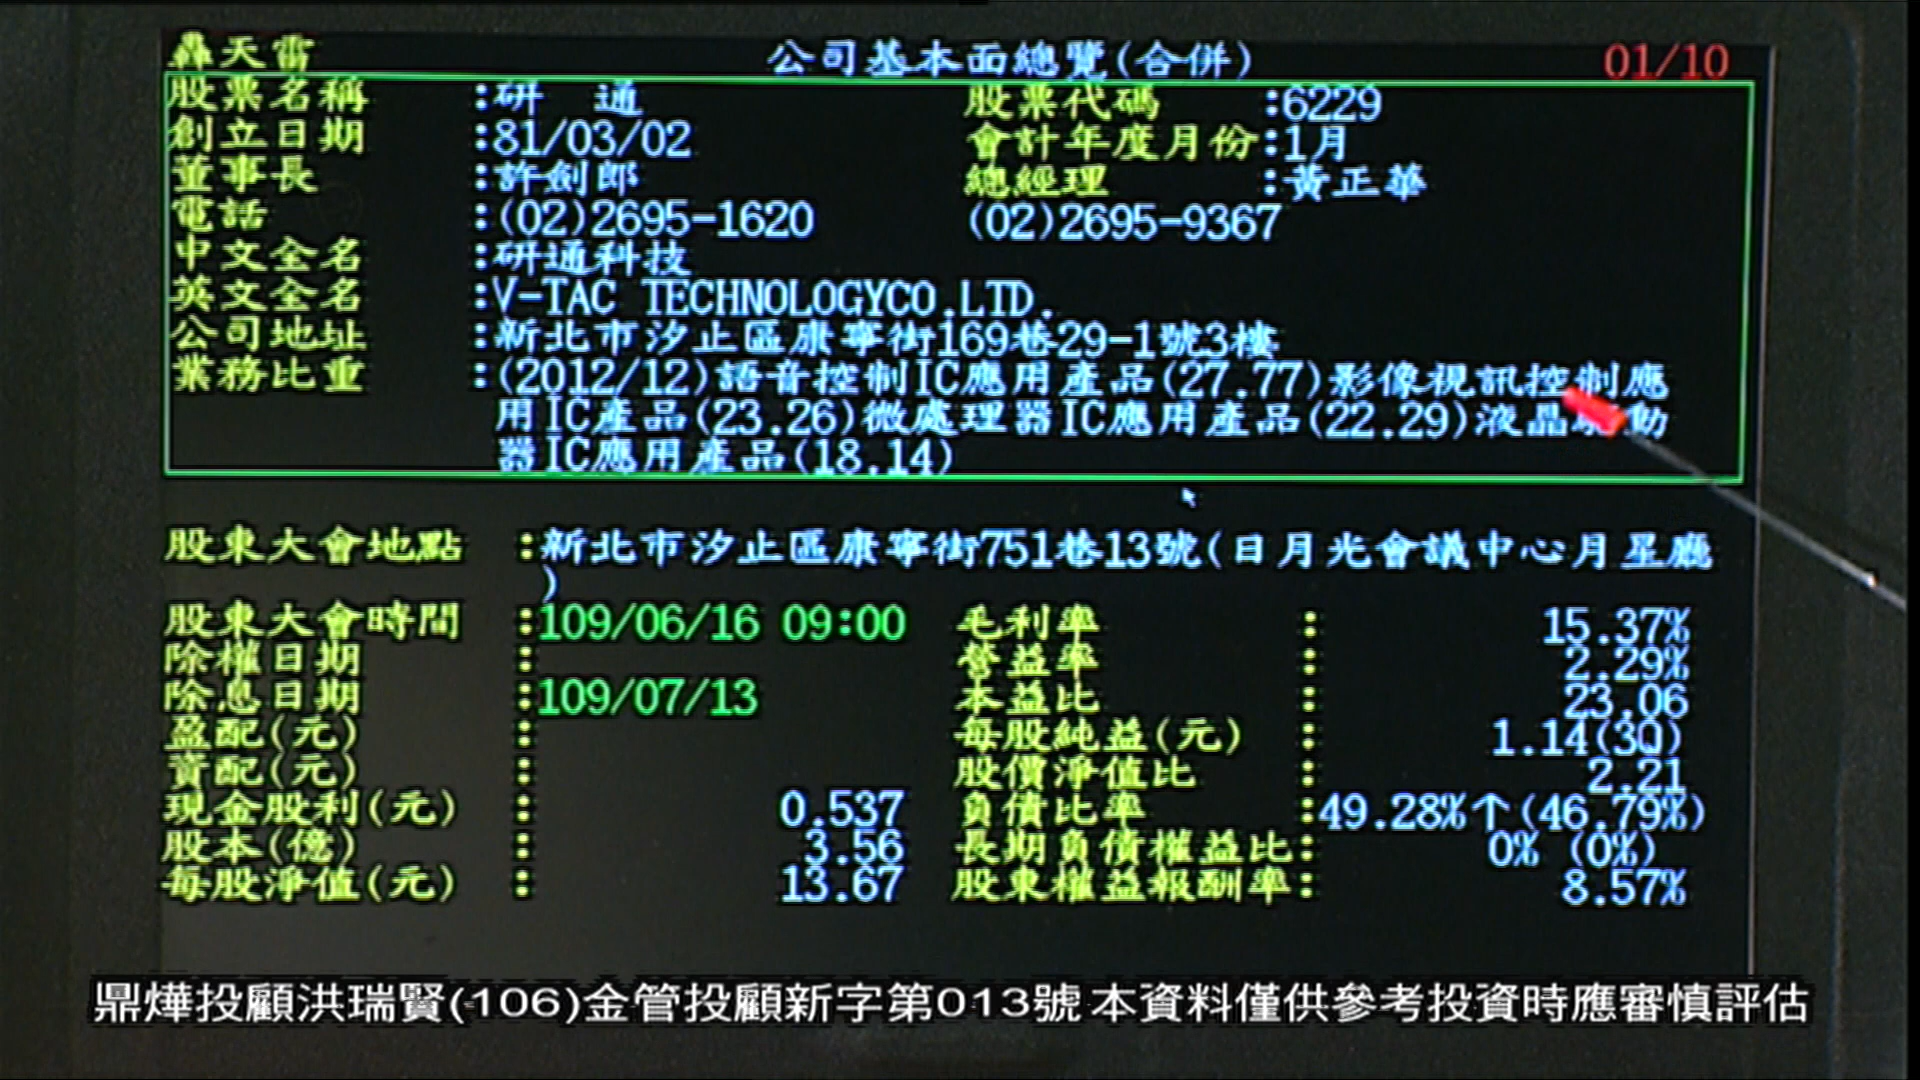 轟天雷 公司基本面總覽(合併) 01/10
股票名稱 :研 通 股票代碼 :6229
創立日期 :81/03/02 會計年度月份:1月
董事長 :許創郎 總經理 :黃正華
電話 :(02)2695-1620 (02)2695-9367
中文全名 :研通科技
英文全名 :V-TAC TECHNOLOGYCO.LTD.
公司地址 :新北市汐止區康寧街169巷29-1號3樓
業務比重 :(2012/12)語音控制IC應用產品(27.77)影像視訊控制應
用IC產品(23.26)微處理器IC應用產品(22.29)液晶 動
器IC應用產品(18.14)
股東大會地點 :新北市汐止區康寧街751巷13號(日月光會議中心月星廳
)
股東大會時間 :109/06/16 09:00 毛利率 : 15.37%
除權日期 : 營益率 : 2.29%
除息日期 :109/07/13 本益比 : 23.06
盈配(元) : 每股純益(元) : 1.14(3Q)
資配(元) : 股價淨值比 : 2.21
現金股利(元) : 0.537 負債比率 :49.28%↑(46.79%)
股本(億) : 3.56 長期負債權益比: 0% (0%)
每股淨值(元) : 13.67 股東權益報酬率: 8.57%
鼎燁投顧洪瑞賢(106)金管投顧新字第013號 本資料僅供參考投資時應審慎評估